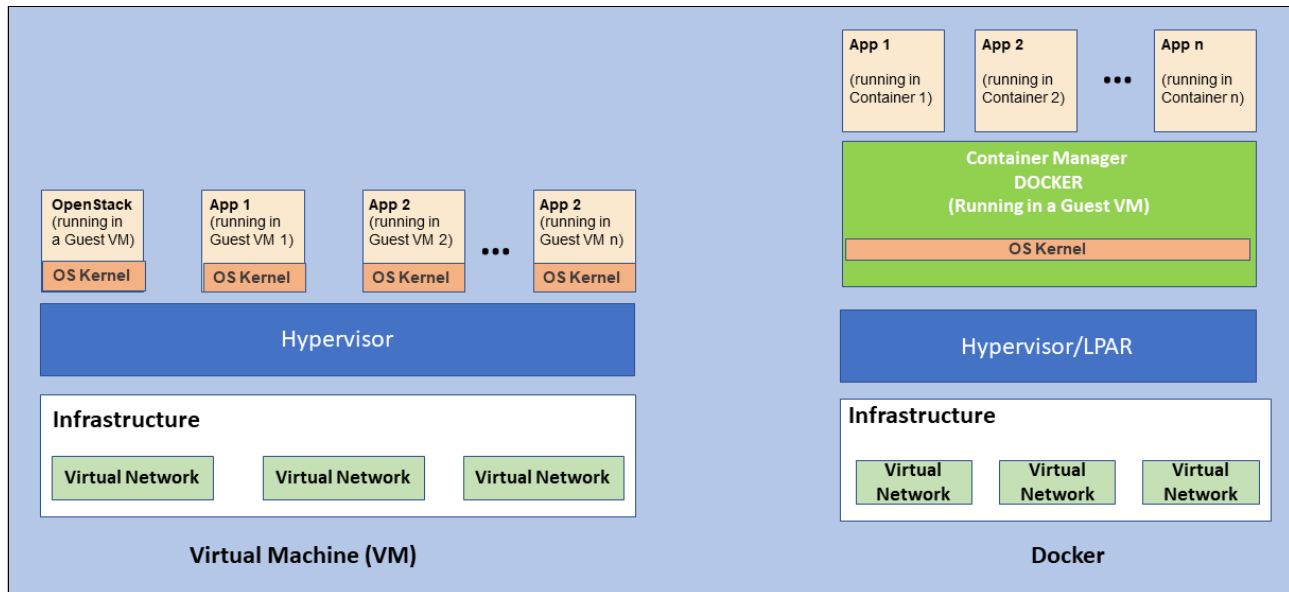 OpenStack
(running in
a Guest VM)
OS Kernel
App 1
(running in
Guest VM 1)
OS Kernel
App 2
(running in
Guest VM 2)
OS Kernel
•••
App 2
(running in
Guest VM n)
OS Kernel
Hypervisor
Infrastructure
Virtual Network
Virtual Network
Virtual Network
Virtual Machine (VM)
App 1
(running in
Container 1)
App 2
(running in
Container 2)
•••
App n
(running in
Container n)
Container Manager
DOCKER
(Running in a Guest VM)
OS Kernel
Hypervisor/LPAR
Infrastructure
Virtual
Network
Virtual
Network
Virtual
Network
Docker